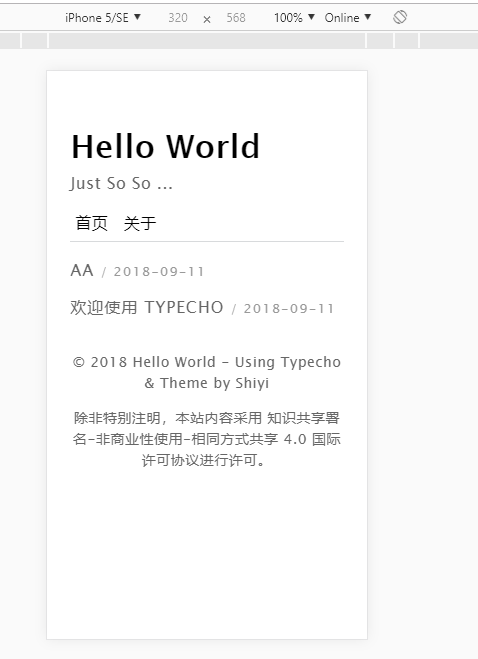 iPhone 5/SE ▼ 320 × 568 100% ▼ Online ▼
Hello World
Just So So ...
首页 关于
AA / 2018-09-11
欢迎使用 TYPECHO / 2018-09-11
© 2018 Hello World - Using Typecho
& Theme by Shiyi
除非特别注明，本站内容采用 知识共享署
名-非商业性使用-相同方式共享 4.0 国际
许可协议进行许可。